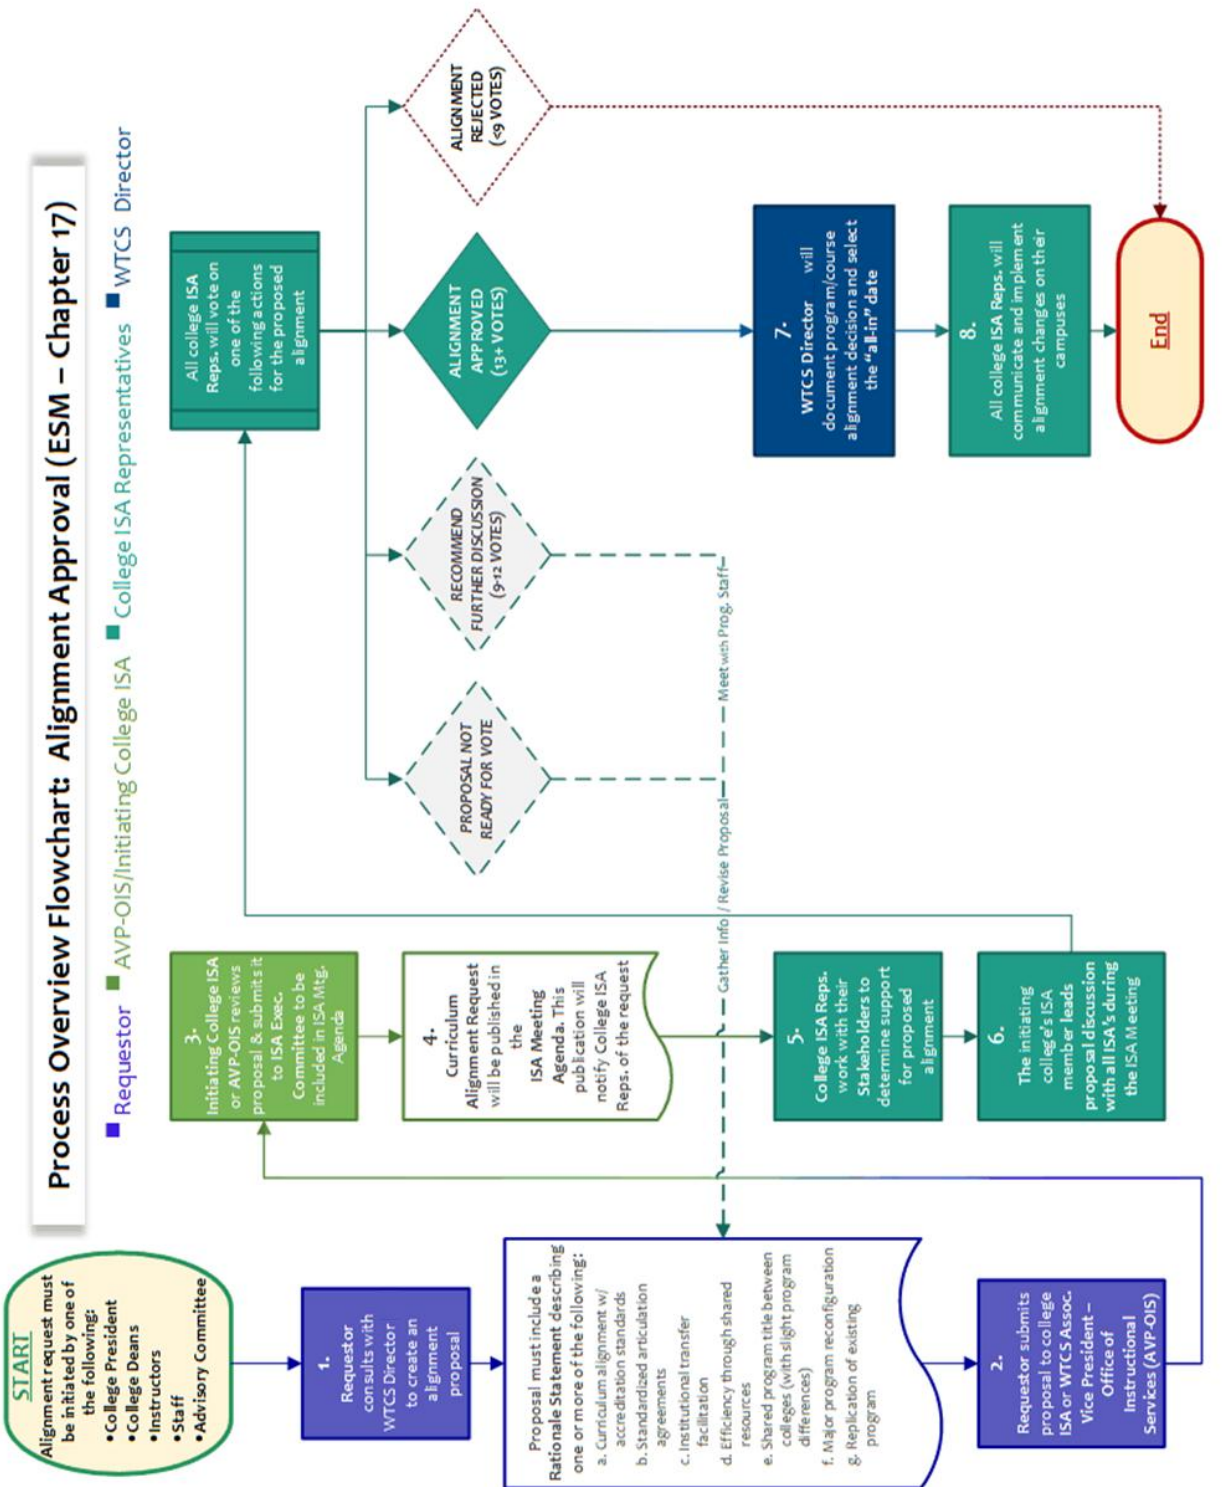 Process Overview Flowchart: Alignment Approval (ESM – Chapter 17)
Requestor
AVP-OIS/Initiating College ISA
College ISA Representatives
WTCS Director
START
Alignment request must
be initiated by one of
the following:
•College President
•College Deans
•Instructors
•Staff
•Advisory Committee
1.
Requestor
consults with
WTCS Director
to create an
alignment
proposal
Proposal must include a
Rationale Statement describing
one or more of the following:
a. Curriculum alignment w/
accreditation standards
b. Standardized articulation
agreements
c. Institutional transfer
facilitation
d. Efficiency through shared
resources
e. Shared program title between
colleges (with slight program
differences)
f. Major program reconfiguration
g. Replication of existing
program
2.
Requestor submits
proposal to college
ISA or WTCS Assoc.
Vice President –
Office of
Instructional
Services (AVP-OIS)
3.
Initiating College ISA
or AVP-OIS reviews
proposal & submits it
to ISA Exec.
Committee to be
included in ISA Mtg.
Agenda
4.
Curriculum
Alignment Request
will be published in
the
ISA Meeting
Agenda. This
publication will
notify College ISA
Reps. of the request
5.
College ISA Reps.
work with their
Stakeholders to
determine support
for proposed
alignment
6.
The initiating
college's ISA
member leads
proposal discussion
with all ISA's during
the ISA Meeting
All college ISA
Reps. will vote on
one of the
following actions
for the proposed
alignment
PROPOSAL NOT
READY FOR VOTE
RECOMMEND
FURTHER DISCUSSION
(9-12 VOTES)
ALIGNMENT
APPROVED
(13+ VOTES)
ALIGNMENT
REJECTED
(<9 VOTES)
Gather Info / Revise Proposal
Meet with Prog. Staff
7.
WTCS Director will
document program/course
alignment decision and select
the "all-in" date
8.
All college ISA Reps. will
communicate and implement
alignment changes on their
campuses
End